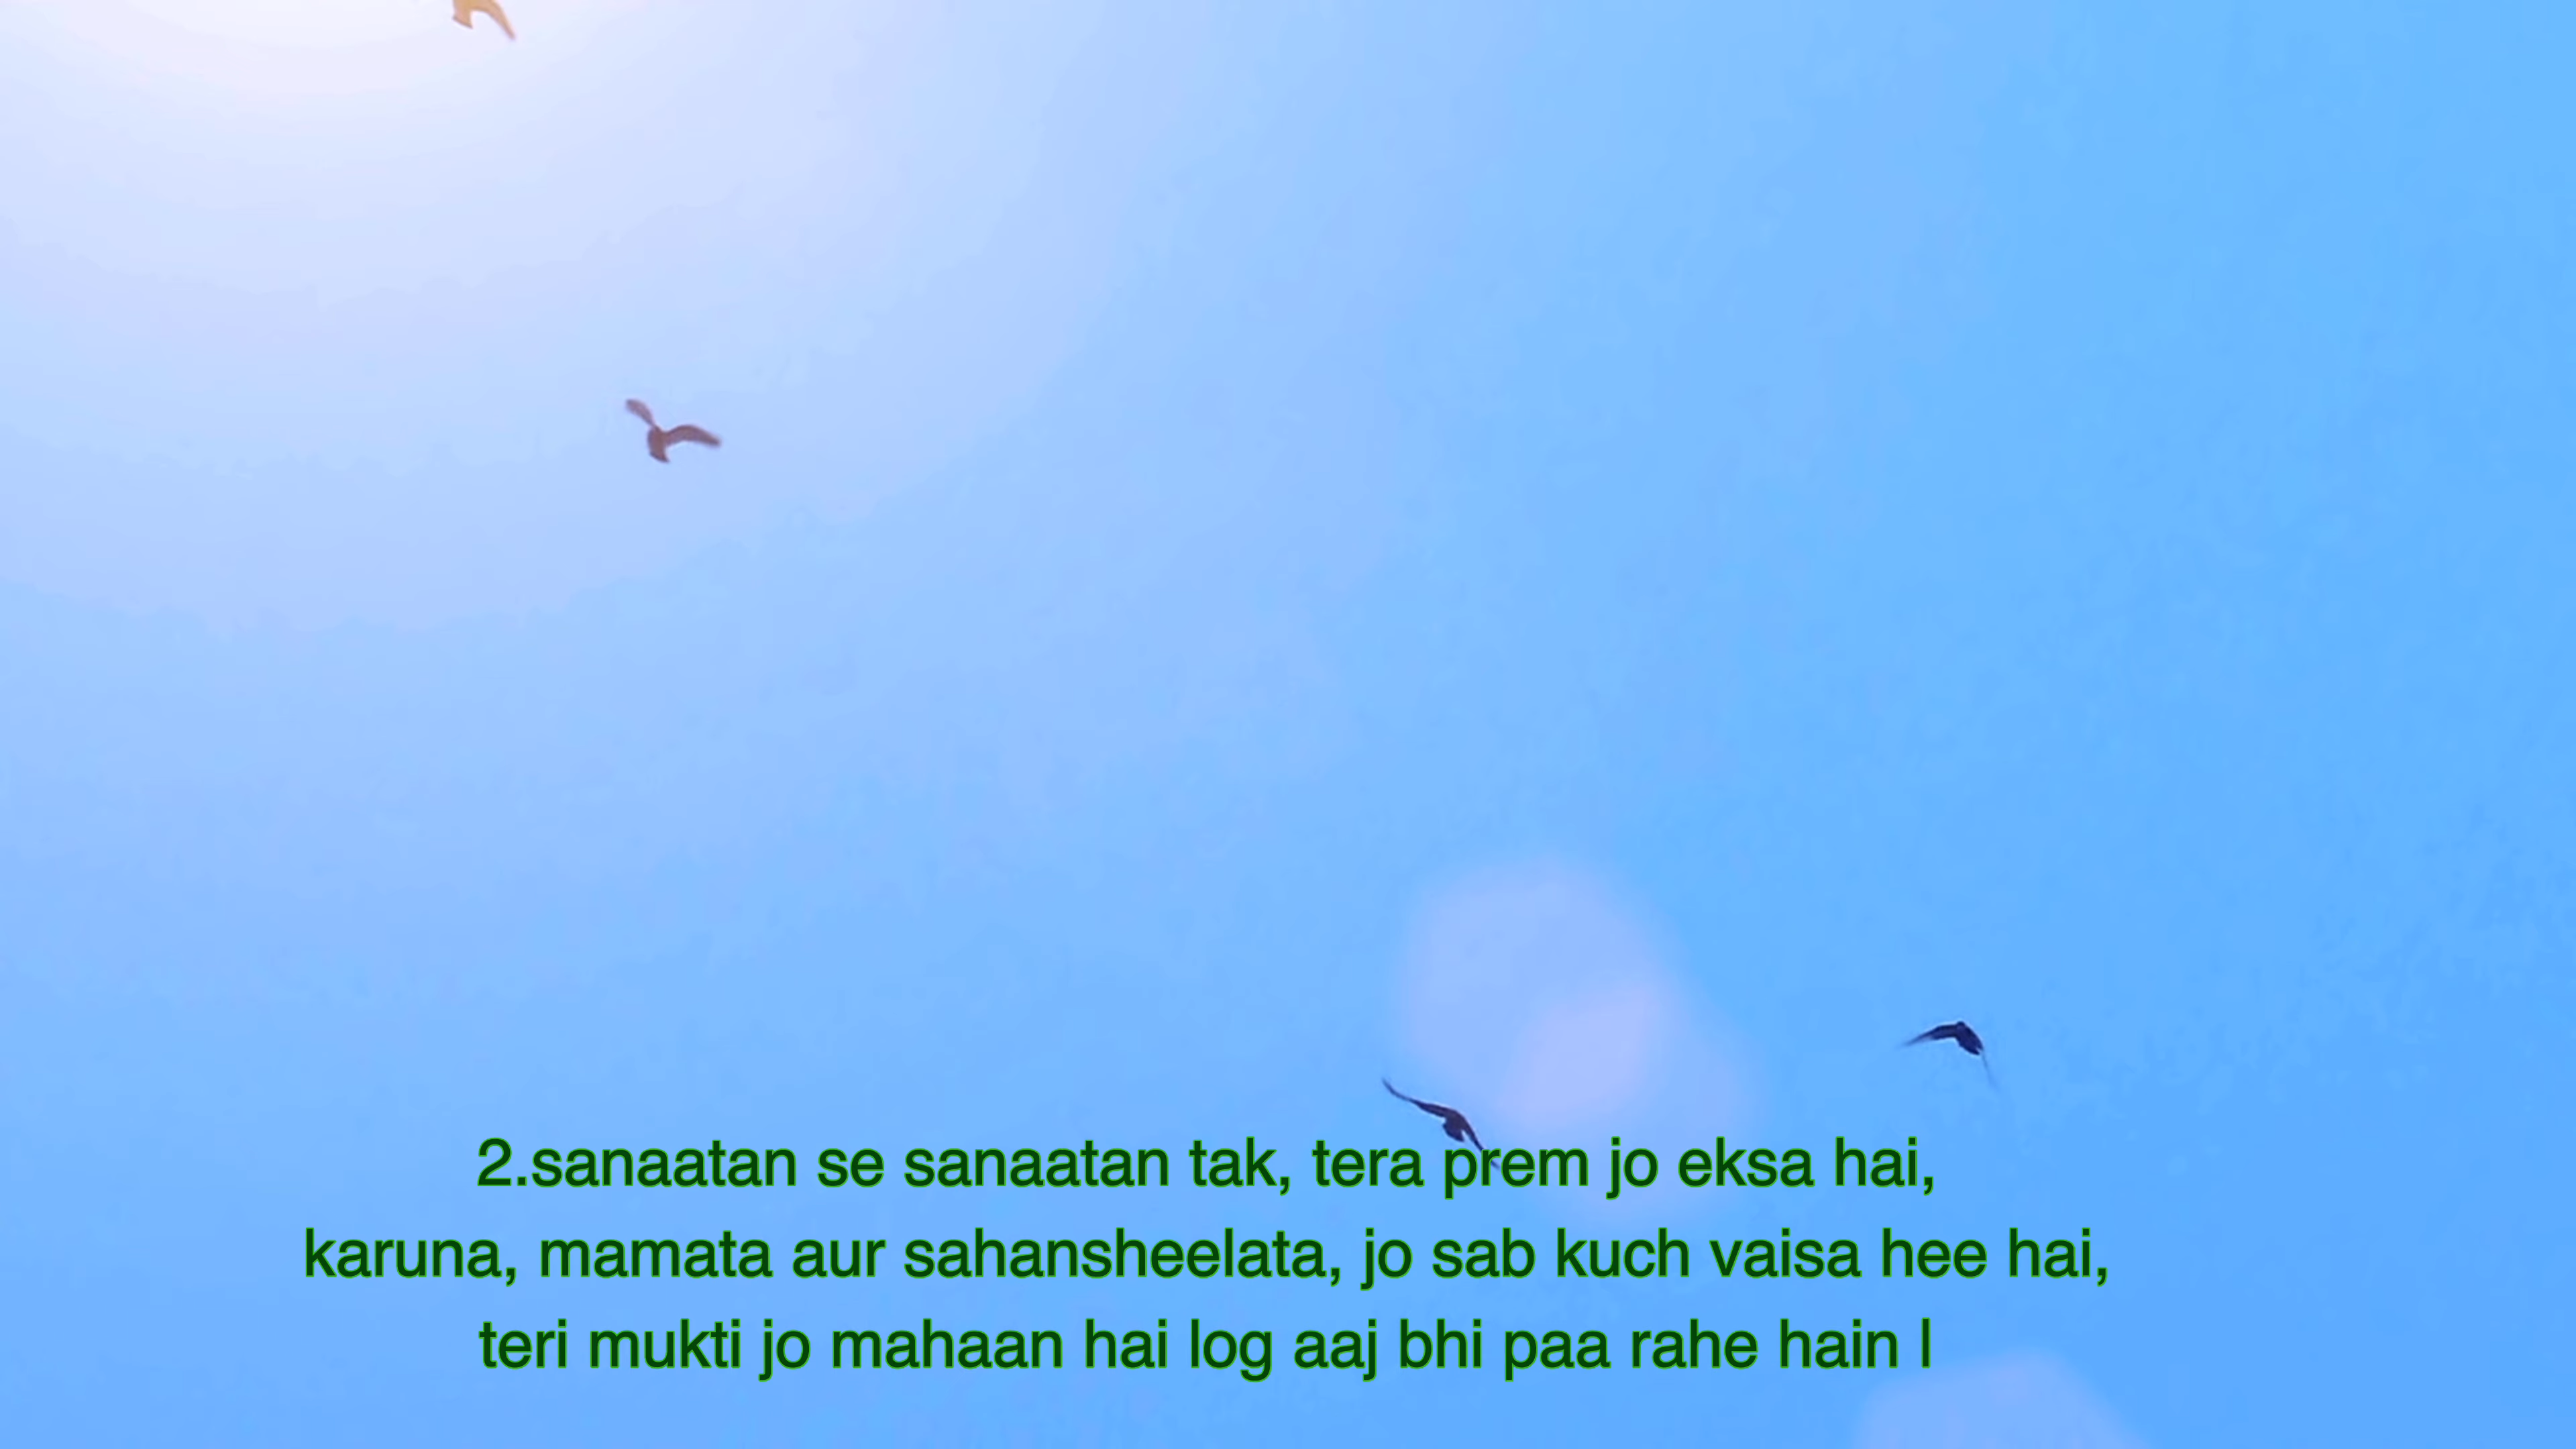 2.sanaatan se sanaatan tak, tera prem jo eksa hai,
karuna, mamata aur sahansheelata, jo sab kuch vaisa hee hai,
teri mukti jo mahaan hai log aaj bhi paa rahe hain l